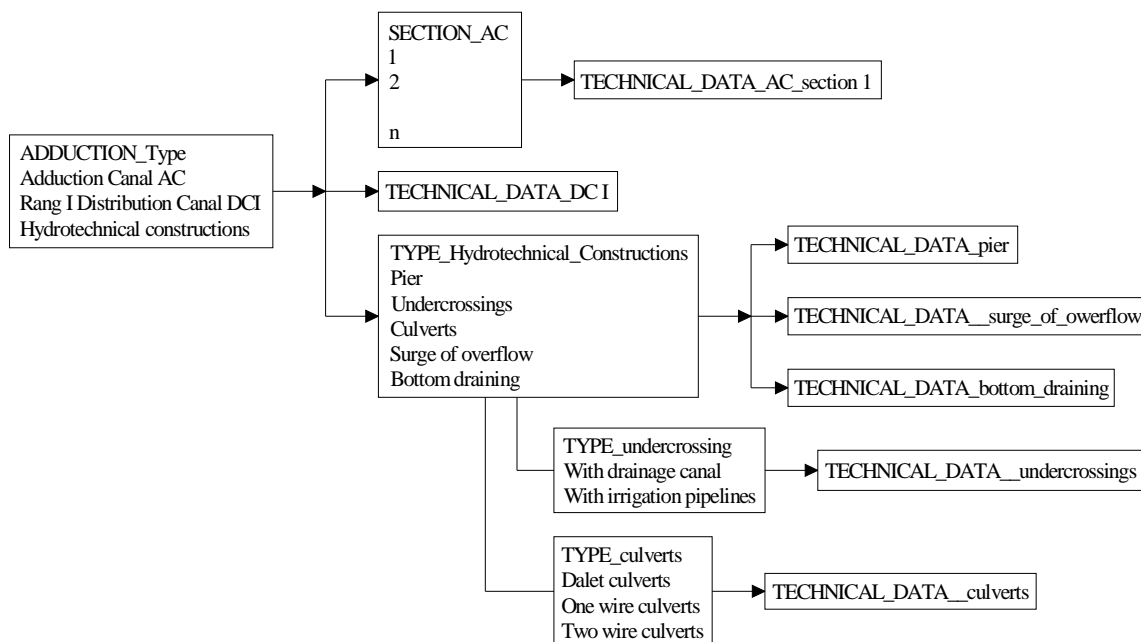 SECTION_AC
1
2
n
TECHNICAL_DATA_AC_section 1
ADDUCTION_Type
Adduction Canal AC
Rang I Distribution Canal DCI
Hydrotechnical constructions
TECHNICAL_DATA_DC I
TYPE_Hydrotechnical_Constructions
Pier
Undercrossings
Culverts
Surge of overflow
Bottom draining
TECHNICAL_DATA_pier
TECHNICAL_DATA__surge_of_owerflow
TECHNICAL_DATA_bottom_draining
TYPE_undercrossing
With drainage canal
With irrigation pipelines
TECHNICAL_DATA__undercrossings
TYPE_culverts
Dalet culverts
One wire culverts
Two wire culverts
TECHNICAL_DATA__culverts